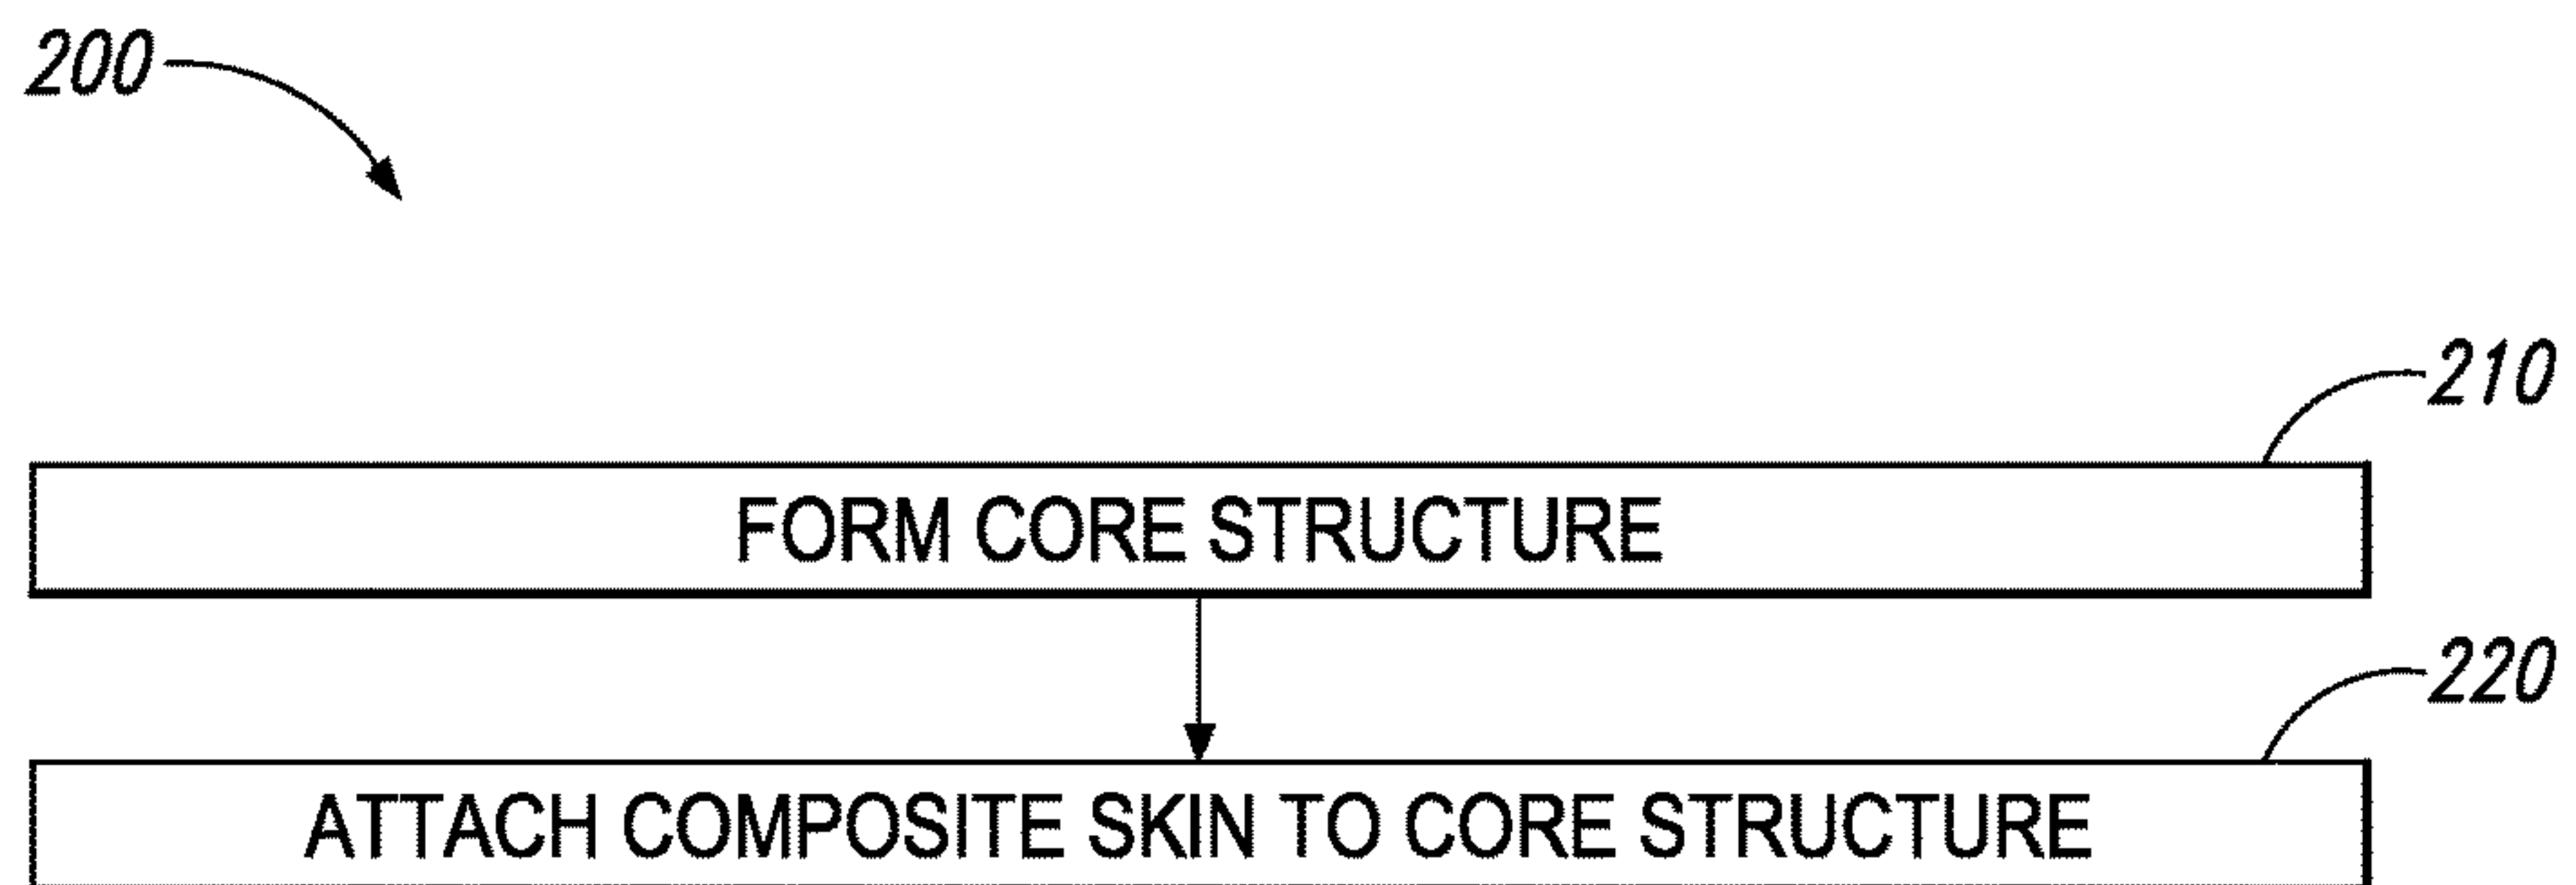 200
210
FORM CORE STRUCTURE
220
ATTACH COMPOSITE SKIN TO CORE STRUCTURE